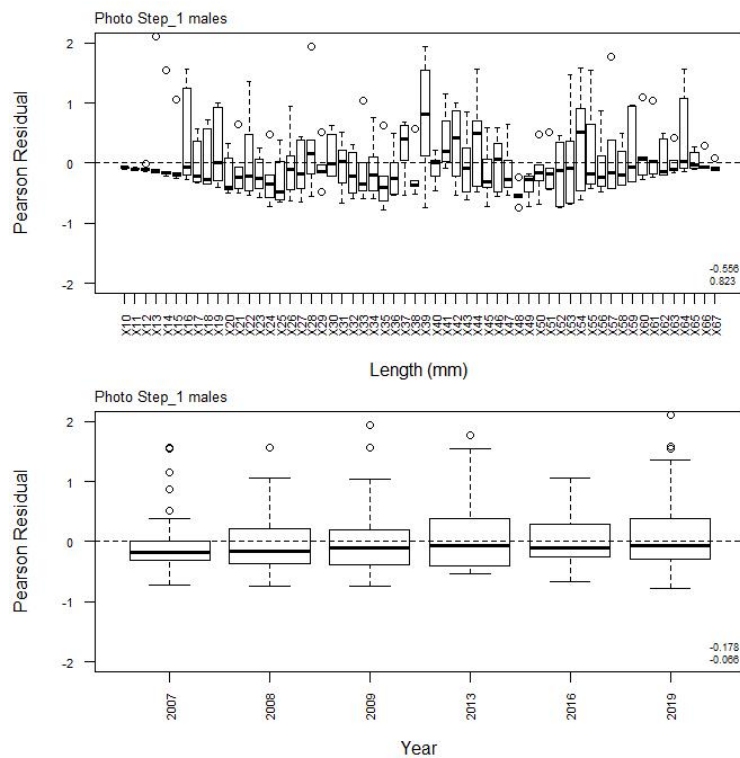 Photo Step_1 males
2
1
0
-1
-2
Pearson Residual
-0.556
0.823
X10 X11 X12 X13 X14 X15 X16 X17 X18 X19 X20 X21 X22 X23 X24 X25 X26 X27 X28 X29 X30 X31 X32 X33 X34 X35 X36 X37 X38 X39 X40 X41 X42 X43 X44 X45 X46 X47 X48 X49 X50 X51 X52 X53 X54 X55 X56 X57 X58 X59 X60 X61 X62 X63 X64 X65 X66 X67
Length (mm)
Photo Step_1 males
2
1
0
-1
-2
Pearson Residual
-0.178
-0.066
2007 2008 2009 2013 2016 2019
Year